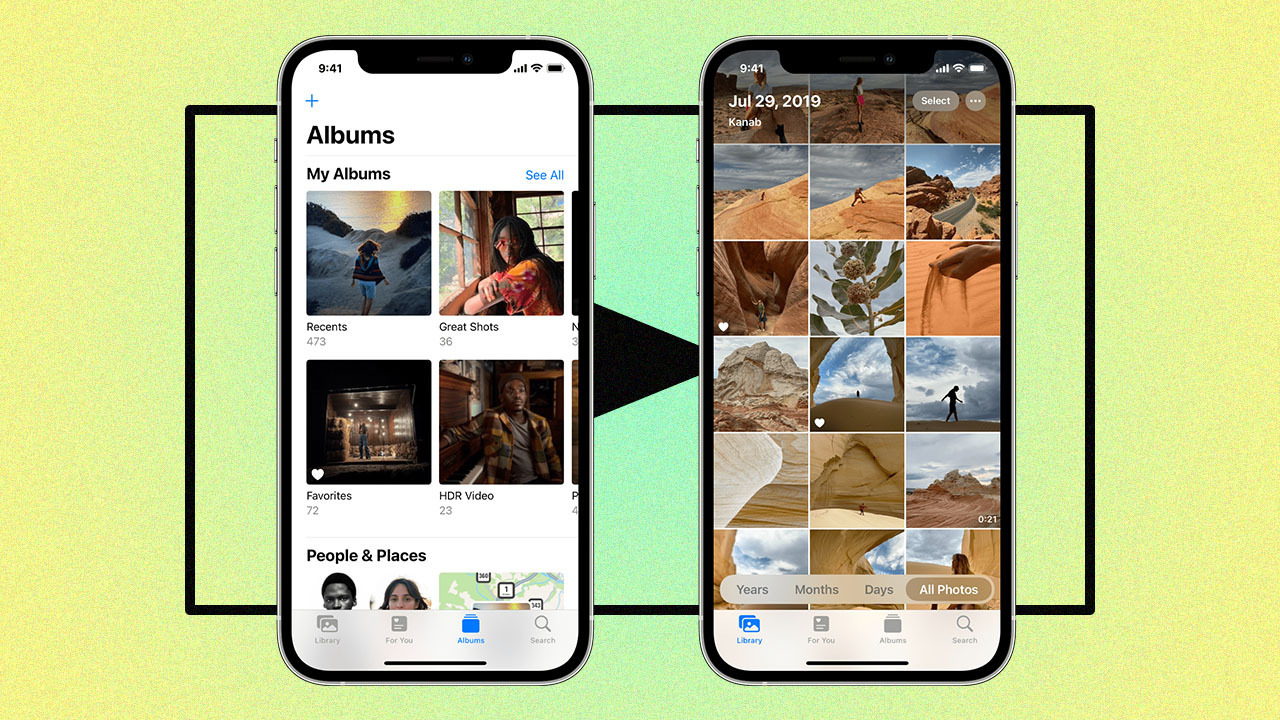 9:41
+
Albums
My Albums
See All
Recents
473
Great Shots
36
N
3
Favorites
72
HDR Video
23
P
4
People & Places
360
1
343
Library
For You
Albums
Search
9:41
Jul 29, 2019
Kanab
Select
0:21
Years
Months
Days
All Photos
Library
For You
Albums
Search